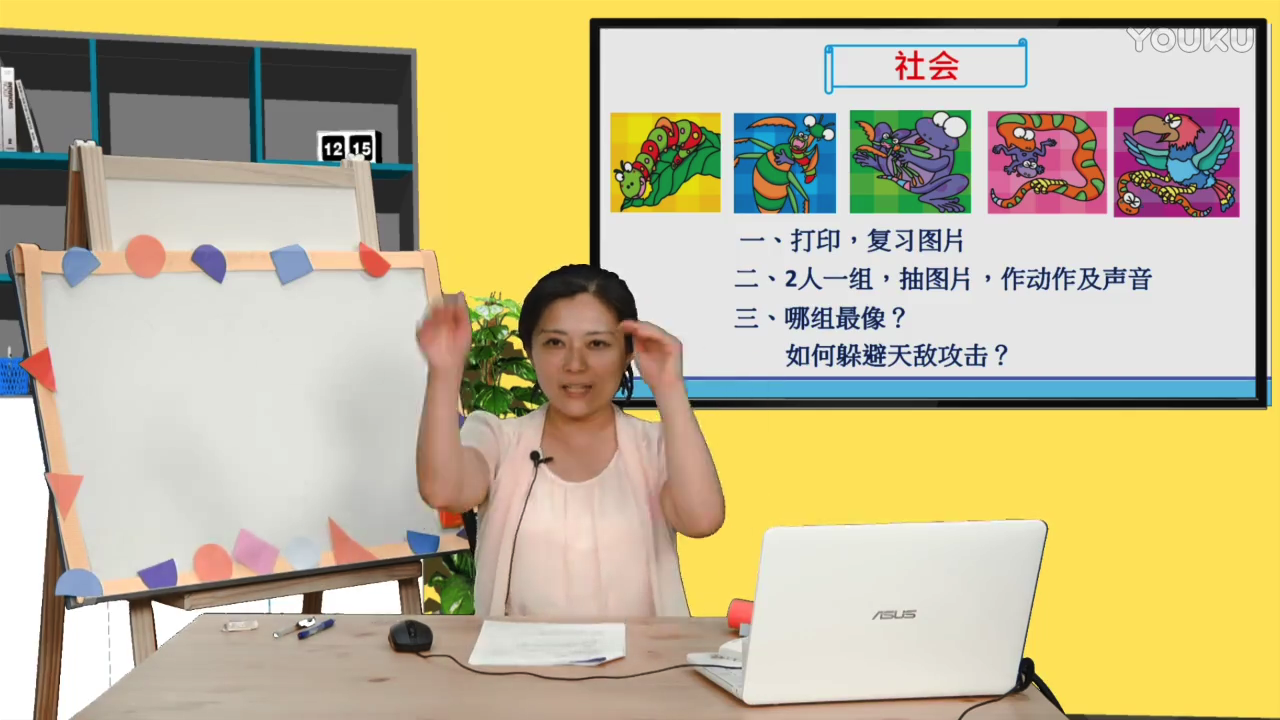 YOUKU
社会
一、打印，复习图片
二、2人一组，抽图片，作动作及声音
三、哪组最像？
如何躲避天敌攻击？
12 15
ASUS